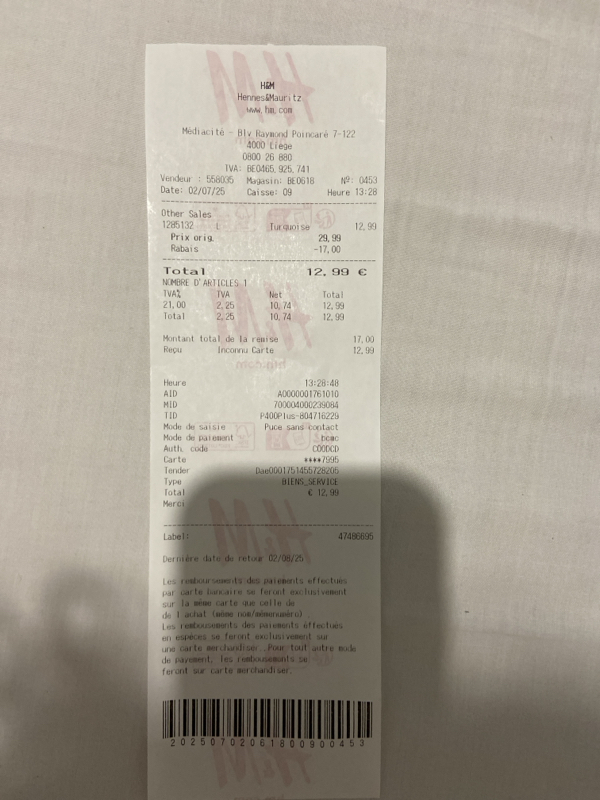 H&M
Hennes&Mauritz
www.hm.com
Médiacité - Blv Raymond Poincaré 7-122
4000 Liege
0800 26 880
TVA: BE0465.925.741
Vendeur : 558035 Magasin: BE0618 Nº: 0453
Date: 02/07/25 Caisse: 09 Heure 13:28
Other Sales
1285132 L Turquoise 12,99
Prix orig. 29,99
Rabais -17,00
Total 12.99 €
NOMBRE D'ARTICLES 1
TVA% TVA Net Total
21,00 2,25 10,74 12,99
Total 2,25 10,74 12,99
Montant total de la remise 17,00
Reçu Inconnu Carte 12,99
Heure 13:28:48
AID A0000001761010
MID 700004000239084
TID P400Plus-804716229
Mode de saisie Puce sans contact
Mode de paiement bcmc
Auth. code C00DCD
Carte ****7995
Tender Dae0001751455728205
Type BIENS_SERVICE
Total € 12,99
Merci
Label: 47486695
Dernière date de retour 02/08/25
Les remboursements des paiements effectués
par carte bancaire se feront exclusivement
sur la même carte que celle de
de l achat (même nom/mêmenuméro)
Les rembousements des paiements effectués
en espèces se feront exclusivement sur
une carte merchandiser .Pour tout autre mode
de payement, les rembousements se
feront sur carte merchandiser.
20250702061800900453